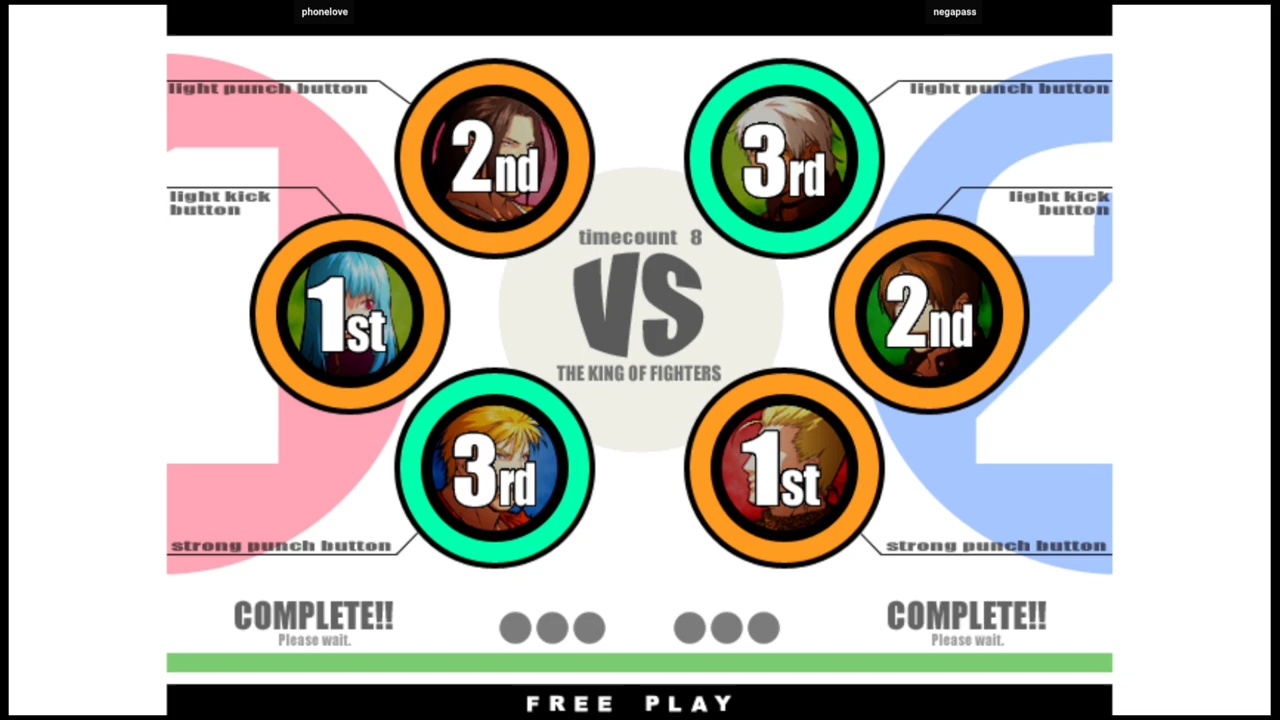 phonelove
negapass
light punch button
light punch button
2nd
3rd
light kick
button
light kick
button
timecount 8
VS
THE KING OF FIGHTERS
1st
2nd
3rd
1st
strong punch button
strong punch button
COMPLETE!!
Please wait.
COMPLETE!!
Please wait.
FREE PLAY